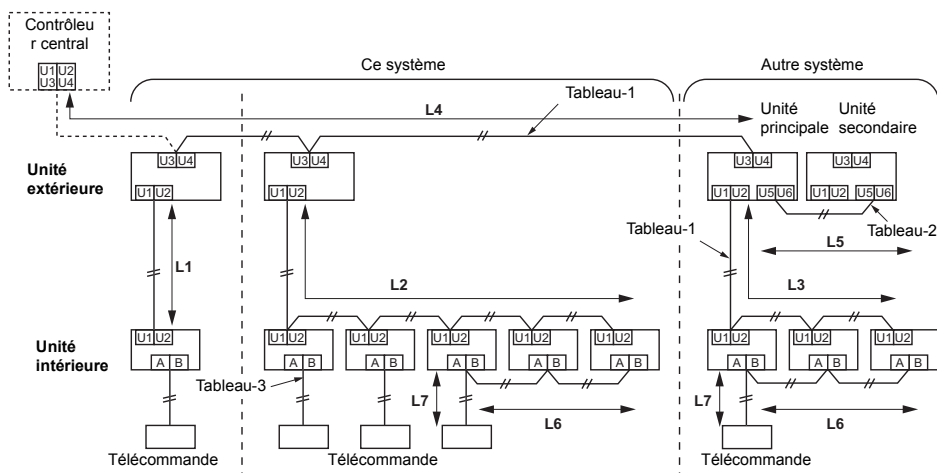 Contrôleu
r central
U1 U2
U3 U4
Ce système
Autre système
Tableau-1
L4
Unité
principale
Unité
secondaire
Unité
extérieure
U3 U4
U3 U4
U3 U4
U3 U4
U1 U2
U1 U2
U1 U2
U5 U6
U1 U2
U5 U6
Tableau-1
Tableau-2
L5
L1
L2
L3
Unité
intérieure
U1 U2
U1 U2
U1 U2
U1 U2
U1 U2
U1 U2
U1 U2
U1 U2
U1 U2
A B
A B
A B
A B
A B
A B
A B
A B
A B
Tableau-3
L7
L6
L7
L6
Télécommande
Télécommande
Télécommande